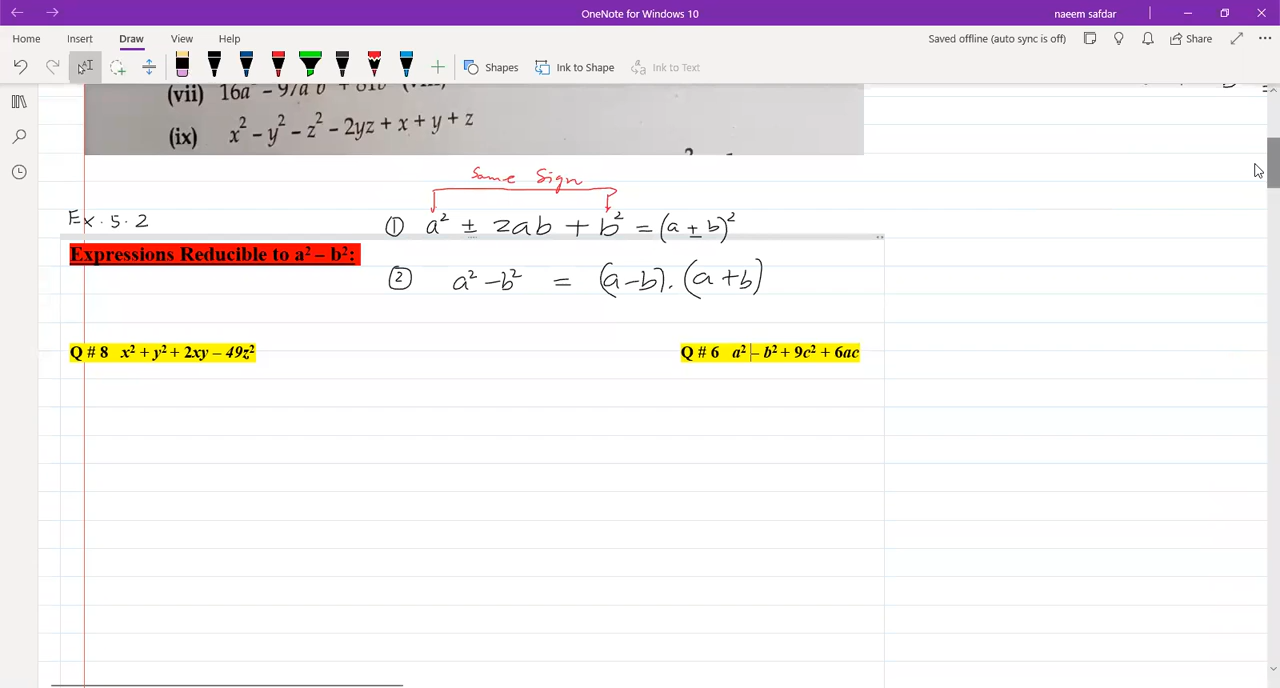 OneNote for Windows 10
naeem safdar
Home Insert Draw View Help
Saved offline (auto sync is off) Share
Shapes Ink to Shape Ink to Text
(vii) 16a
(ix) x² – y² – z² – 2yz + x + y + z
Same Sign
Ex. 5. 2
① a² ± 2ab + b² = (a ± b)²
Expressions Reducible to a² – b²:
② a² – b² = (a – b). (a + b)
Q # 8 x² + y² + 2xy – 49z²
Q # 6 a² – b² + 9c² + 6ac